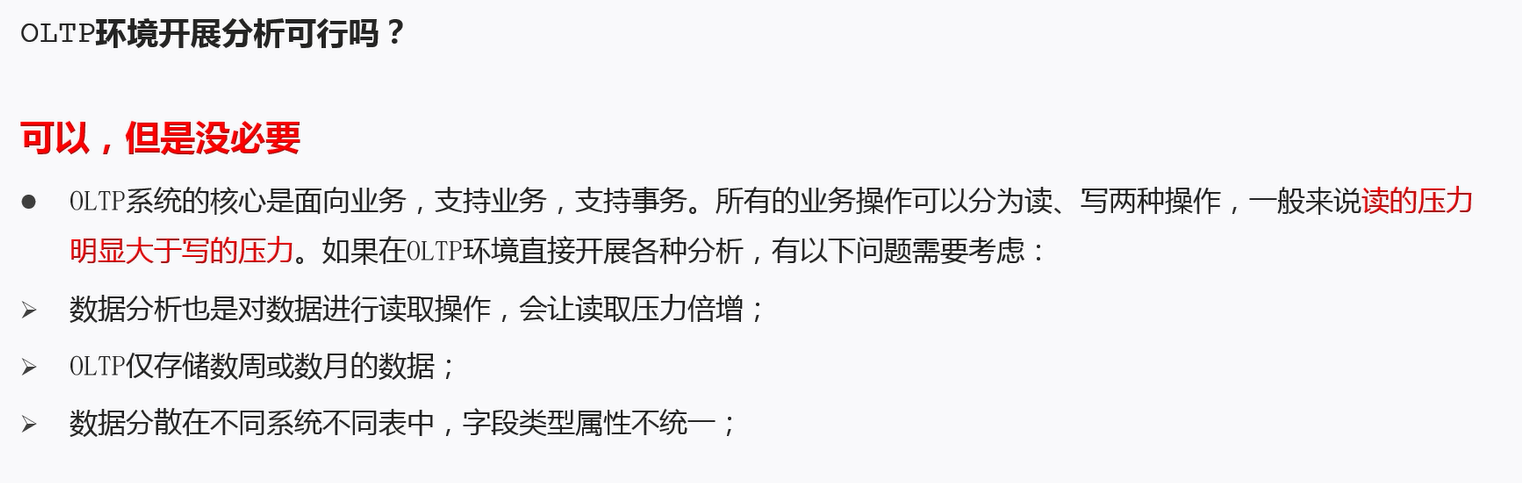 OLTP环境开展分析可行吗？
可以，但是没必要
● OLTP系统的核心是面向业务，支持业务，支持事务。所有的业务操作可以分为读、写两种操作，一般来说读的压力
明显大于写的压力。如果在OLTP环境直接开展各种分析，有以下问题需要考虑：
➢ 数据分析也是对数据进行读取操作，会让读取压力倍增；
➢ OLTP仅存储数周或数月的数据；
➢ 数据分散在不同系统不同表中，字段类型属性不统一；